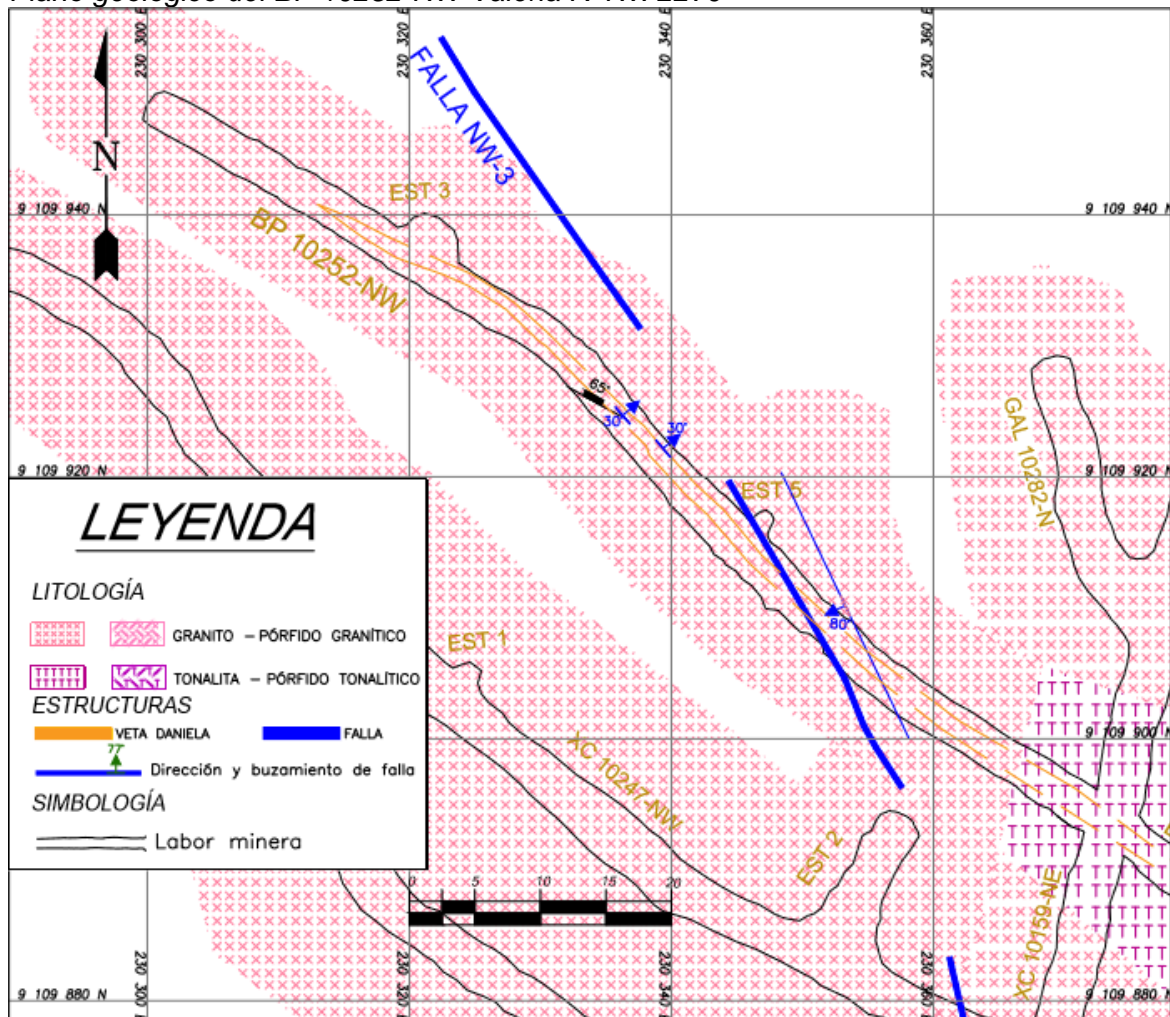 230 300 E
230 320
230 340
230 360
FALLA NW-3
N
EST 3
9 109 940 N
9 109 940 N
BP 10252-NW
65°
30°
30°
GAL 10282-N
9 109 920 N
9 109 920 N
EST 5
LEYENDA
LITOLOGÍA
GRANITO - PÓRFIDO GRANÍTICO
TONALITA - PÓRFIDO TONALÍTICO
ESTRUCTURAS
VETA DANIELA
FALLA
77°
Dirección y buzamiento de falla
SIMBOLOGÍA
Labor minera
80°
EST 1
9 109 900 N
XC 10247-NW
EST 2
0 5 10 15 20
XC 10159-NE
230 300
230 320
230 340
230 360
9 109 880 N
9 109 880 N